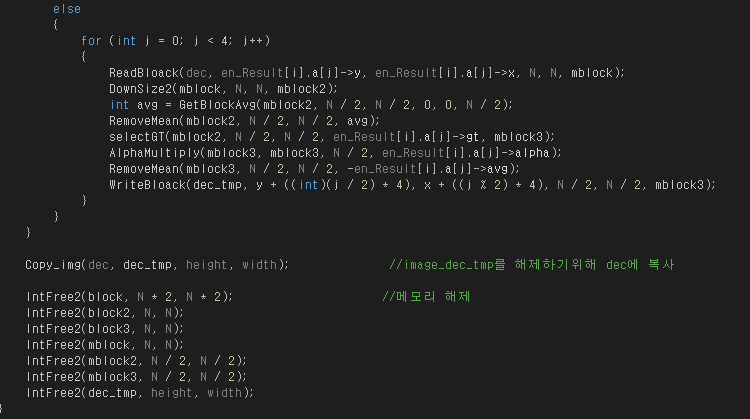 else
{
for (int j = 0; j < 4; j++)
{
ReadBloack(dec, en_Result[i].a[j]->y, en_Result[i].a[j]->x, N, N, mblock);
DownSize2(mblock, N, N, mblock2);
int avg = GetBlockAvg(mblock2, N / 2, N / 2, 0, 0, N / 2);
RemoveMean(mblock2, N / 2, N / 2, avg);
selectGT(mblock2, N / 2, N / 2, en_Result[i].a[j]->gt, mblock3);
AlphaMultiply(mblock3, mblock3, N / 2, en_Result[i].a[j]->alpha);
RemoveMean(mblock3, N / 2, N / 2, -en_Result[i].a[j]->avg);
WriteBloack(dec_tmp, y + ((int)(j / 2) * 4), x + ((j % 2) * 4), N / 2, N / 2, mblock3);
}
}
}
Copy_img(dec, dec_tmp, height, width); //image_dec_tmp를 해제하기위해 dec에 복사
IntFree2(block, N * 2, N * 2); //메모리 해제
IntFree2(block2, N, N);
IntFree2(block3, N, N);
IntFree2(mblock, N, N);
IntFree2(mblock2, N / 2, N / 2);
IntFree2(mblock3, N / 2, N / 2);
IntFree2(dec_tmp, height, width);
}